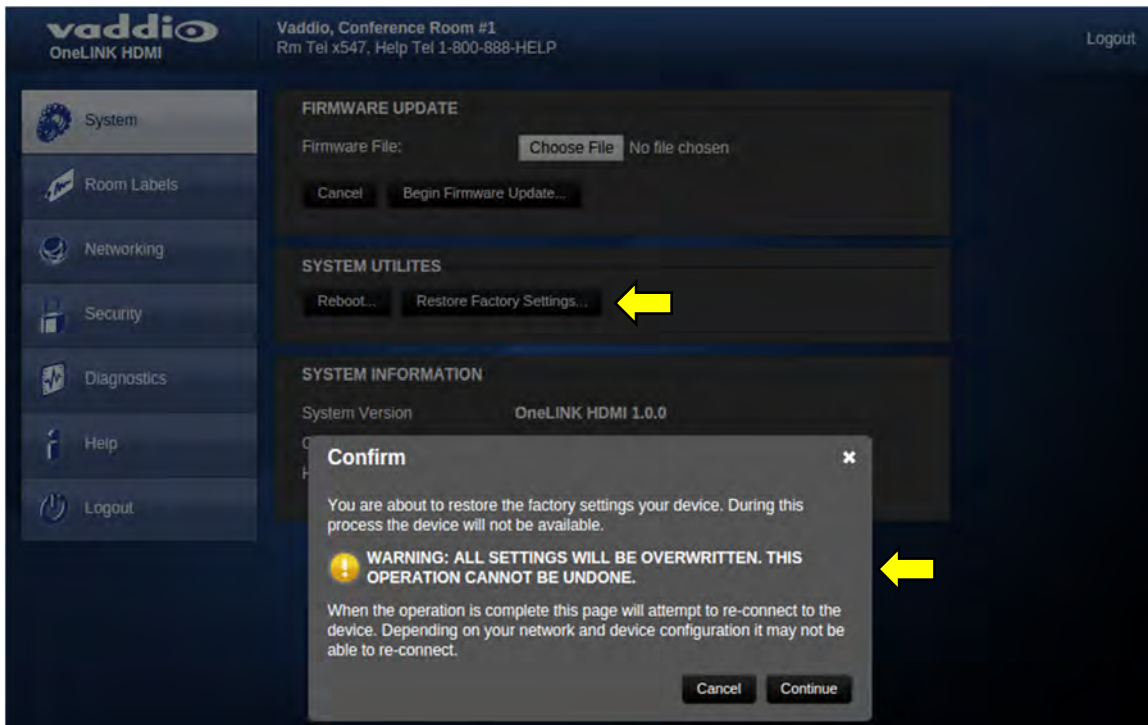 vaddio
OneLINK HDMI
Vaddio, Conference Room #1
Rm Tel x547, Help Tel 1-800-888-HELP
Logout
System
Room Labels
Networking
Security
Diagnostics
Help
Logout
FIRMWARE UPDATE
Firmware File: Choose File No file chosen
Cancel Begin Firmware Update...
SYSTEM UTILITES
Reboot... Restore Factory Settings...
SYSTEM INFORMATION
System Version OneLINK HDMI 1.0.0
Confirm
You are about to restore the factory settings your device. During this
process the device will not be available.
WARNING: ALL SETTINGS WILL BE OVERWRITTEN. THIS
OPERATION CANNOT BE UNDONE.
When the operation is complete this page will attempt to re-connect to the
device. Depending on your network and device configuration it may not be
able to re-connect.
Cancel Continue